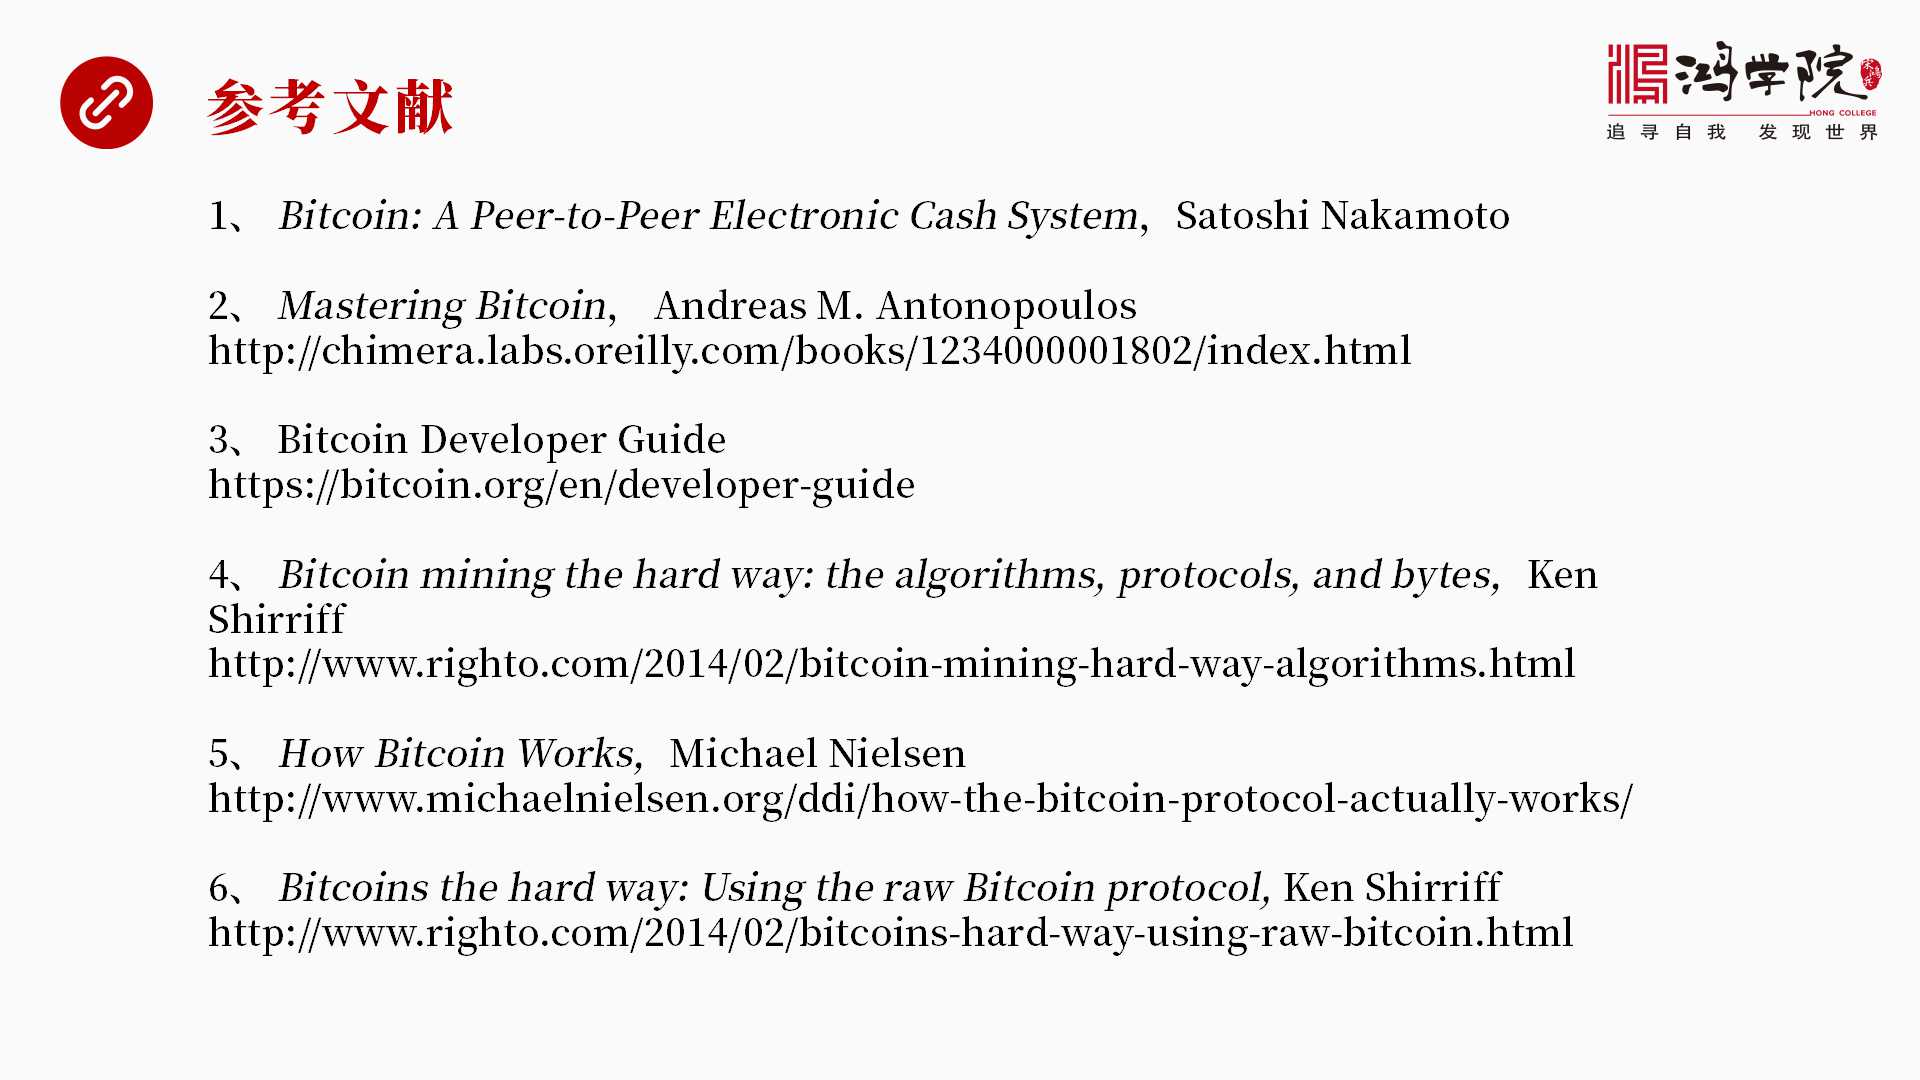 参考文献
鸿学院
宋鸿兵
HONG COLLEGE
追寻自我 发现世界
1、 Bitcoin: A Peer-to-Peer Electronic Cash System, Satoshi Nakamoto
2、 Mastering Bitcoin, Andreas M. Antonopoulos
http://chimera.labs.oreilly.com/books/1234000001802/index.html
3、 Bitcoin Developer Guide
https://bitcoin.org/en/developer-guide
4、 Bitcoin mining the hard way: the algorithms, protocols, and bytes, Ken
Shirriff
http://www.righto.com/2014/02/bitcoin-mining-hard-way-algorithms.html
5、 How Bitcoin Works, Michael Nielsen
http://www.michaelnielsen.org/ddi/how-the-bitcoin-protocol-actually-works/
6、 Bitcoins the hard way: Using the raw Bitcoin protocol, Ken Shirriff
http://www.righto.com/2014/02/bitcoins-hard-way-using-raw-bitcoin.html